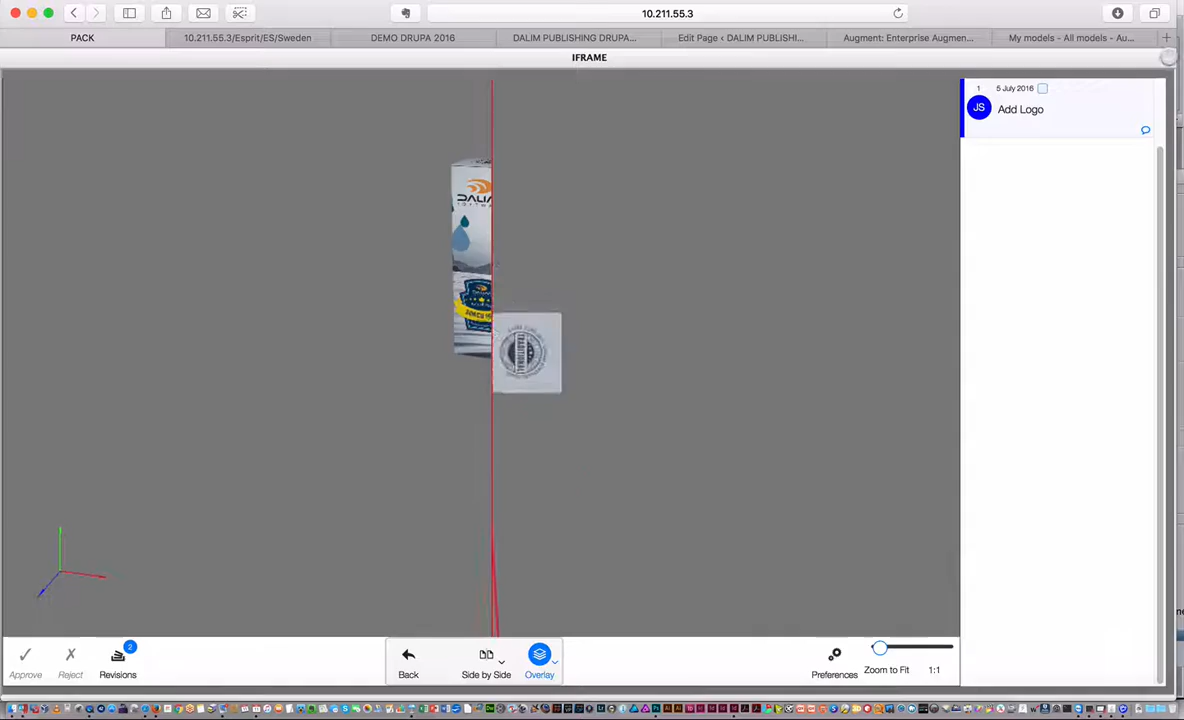 10.211.55.3
PACK
10.211.55.3/Esprit/ES/Sweden
DEMO DRUPA 2016
DALIM PUBLISHING DRUPA...
Edit Page ‹ DALIM PUBLISHI...
Augment: Enterprise Augmen...
My models - All models - Au...
IFRAME
1
5 July 2016
JS
Add Logo
DALI
TRADITIONAL
Approve
Reject
2
Revisions
Back
Side by Side
Overlay
Preferences
Zoom to Fit
1:1